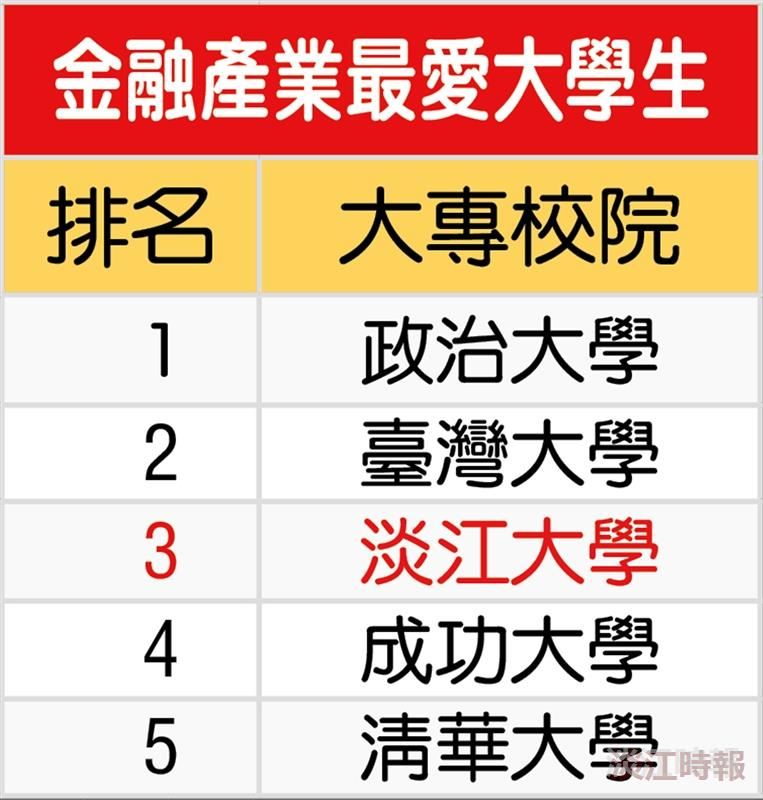 金融產業最愛大學生
排名 大專校院
1 政治大學
2 臺灣大學
3 淡江大學
4 成功大學
5 清華大學
淡江時報